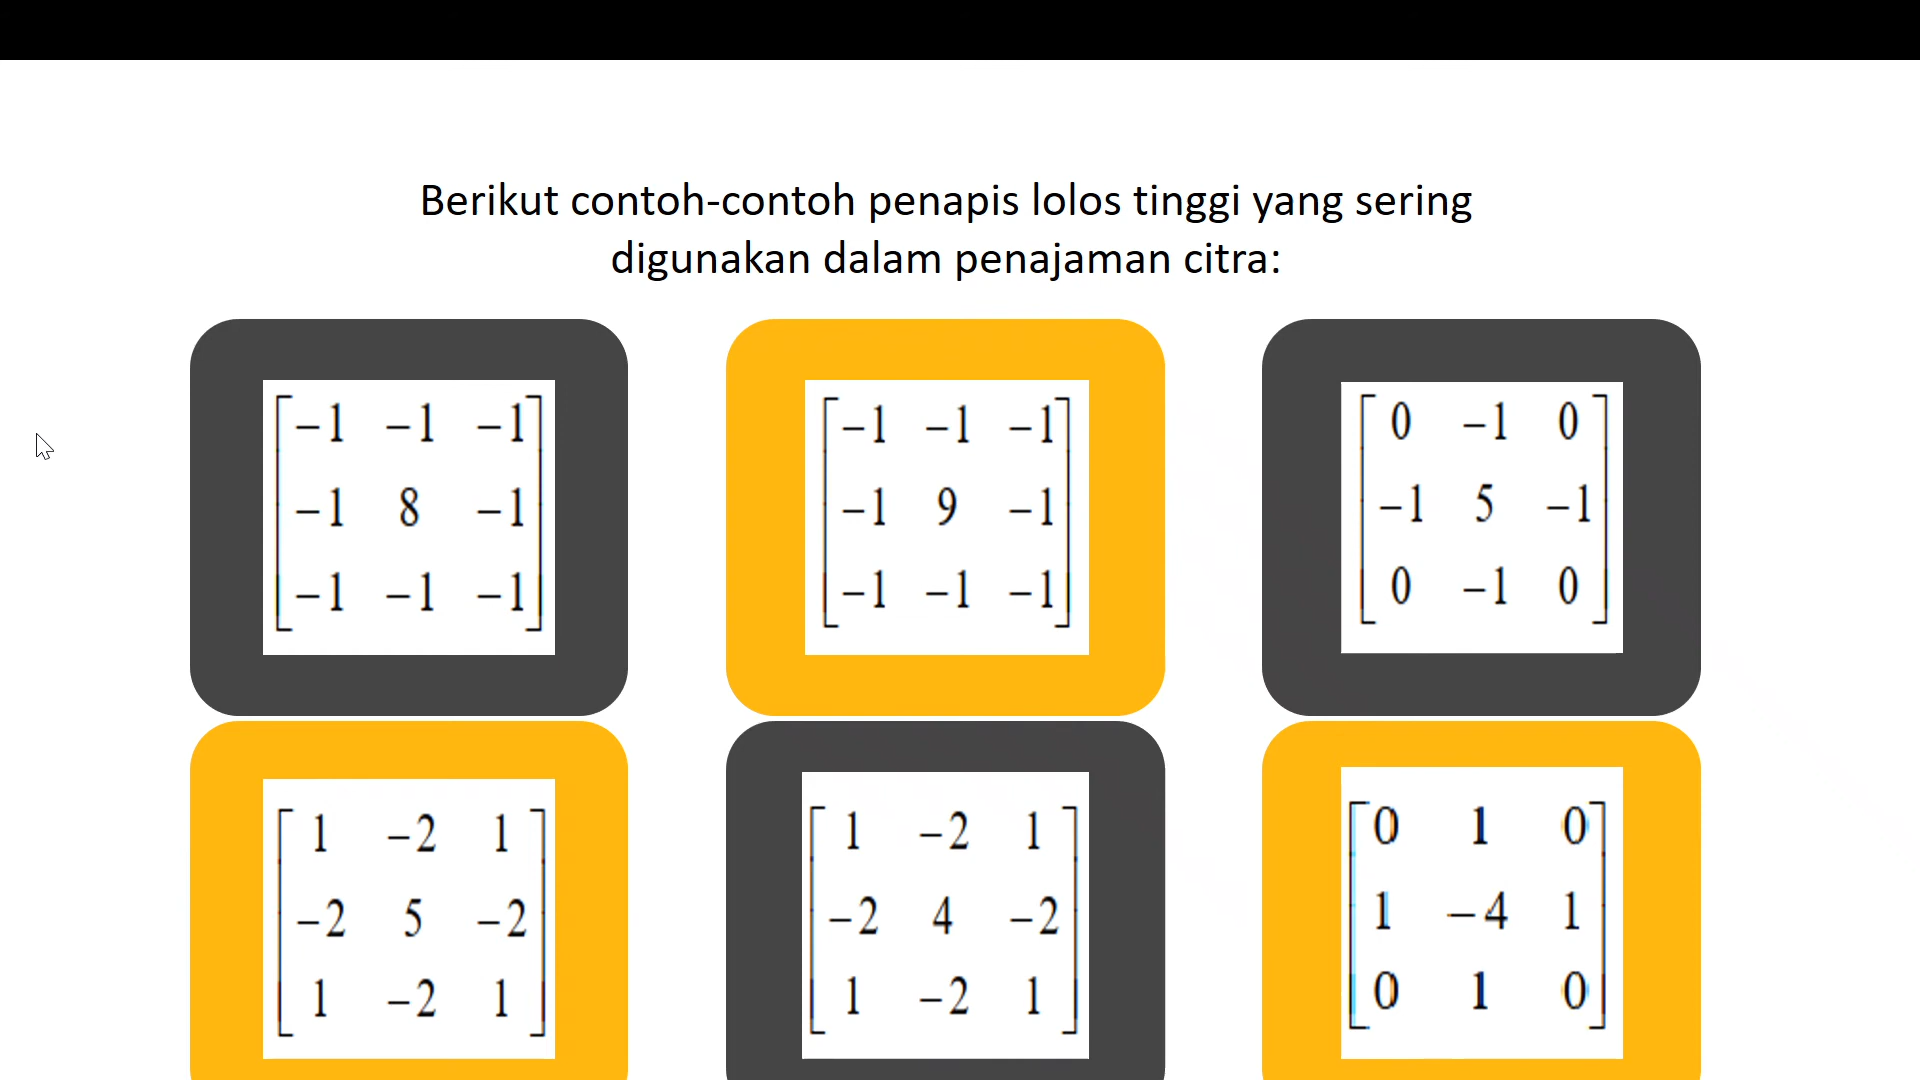 Berikut contoh-contoh penapis lolos tinggi yang sering
digunakan dalam penajaman citra:
−1 −1 −1
−1 8 −1
−1 −1 −1
−1 −1 −1
−1 9 −1
−1 −1 −1
0 −1 0
−1 5 −1
0 −1 0
1 −2 1
−2 5 −2
1 −2 1
1 −2 1
−2 4 −2
1 −2 1
0 1 0
1 −4 1
0 1 0